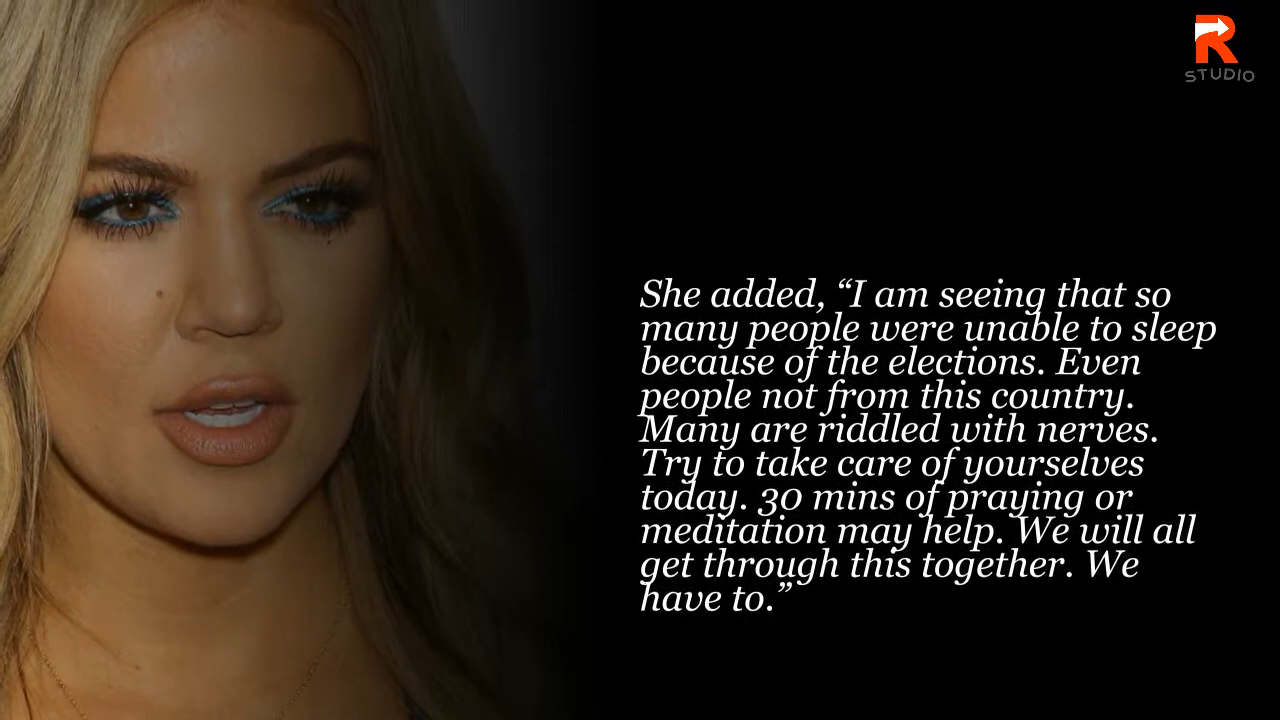 R
STUDIO
She added, “I am seeing that so
many people were unable to sleep
because of the elections. Even
people not from this country.
Many are riddled with nerves.
Try to take care of yourselves
today. 30 mins of praying or
meditation may help. We will all
get through this together. We
have to.”